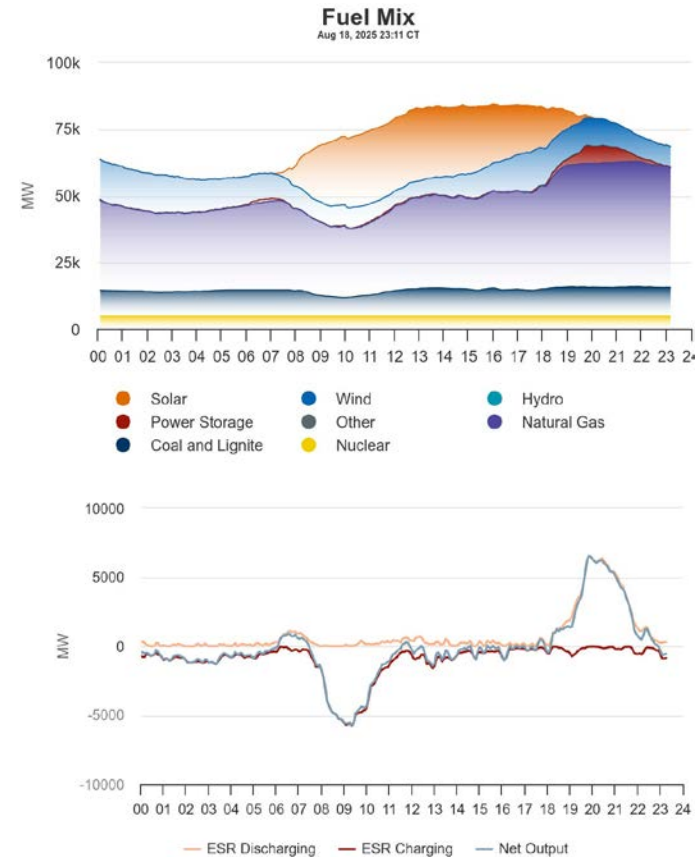 Fuel Mix
Aug 18, 2025 23:11 CT
100k
75k
50k
25k
0
MW
00 01 02 03 04 05 06 07 08 09 10 11 12 13 14 15 16 17 18 19 20 21 22 23
Solar Wind Hydro
Power Storage Other Natural Gas
Coal and Lignite Nuclear
10000
5000
0
-5000
-10000
MW
00 01 02 03 04 05 06 07 08 09 10 11 12 13 14 15 16 17 18 19 20 21 22 23 24
ESR Discharging ESR Charging Net Output